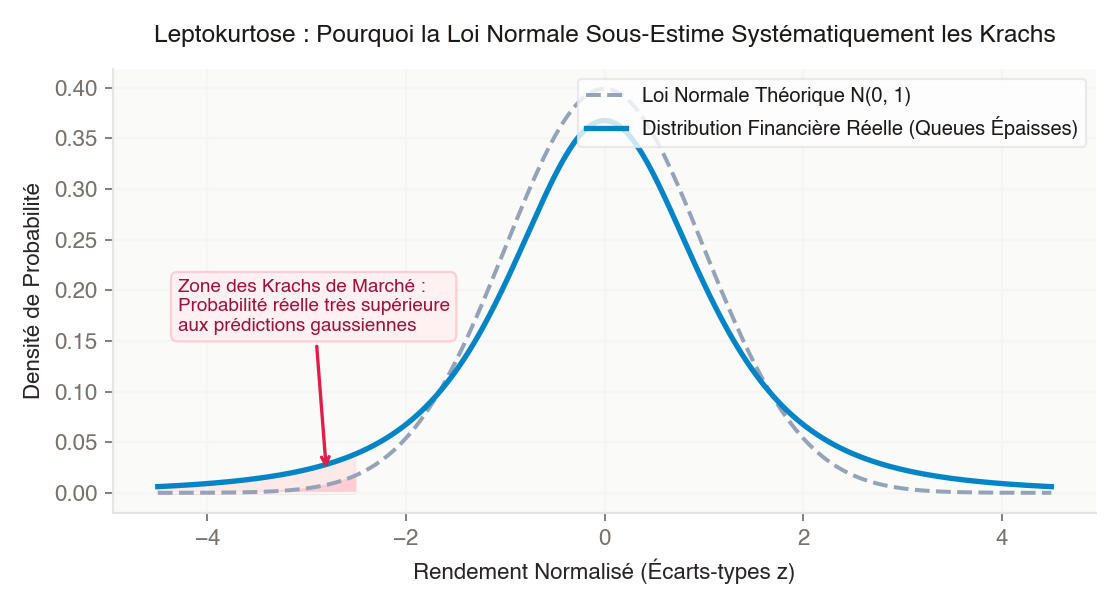 Leptokurtose : Pourquoi la Loi Normale Sous-Estime Systématiquement les Krachs
Loi Normale Théorique N(0, 1)
Distribution Financière Réelle (Queues Épaisses)
Densité de Probabilité
0.40
0.35
0.30
0.25
0.20
0.15
0.10
0.05
0.00
Zone des Krachs de Marché :
Probabilité réelle très supérieure
aux prédictions gaussiennes
−4
−2
0
2
4
Rendement Normalisé (Écarts-types z)